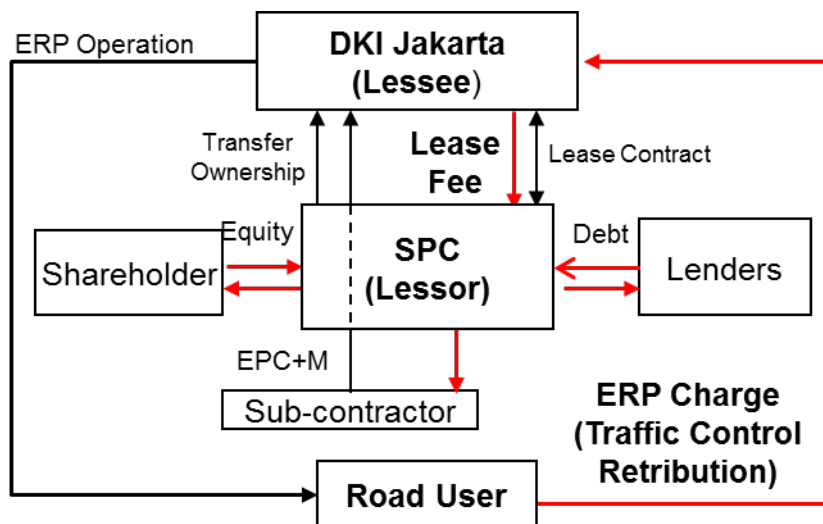 ERP Operation
DKI Jakarta
(Lessee)
Transfer
Ownership
Lease
Fee
Lease Contract
Equity
Debt
Shareholder
SPC
(Lessor)
Lenders
EPC+M
Sub-contractor
ERP Charge
(Traffic Control
Retribution)
Road User